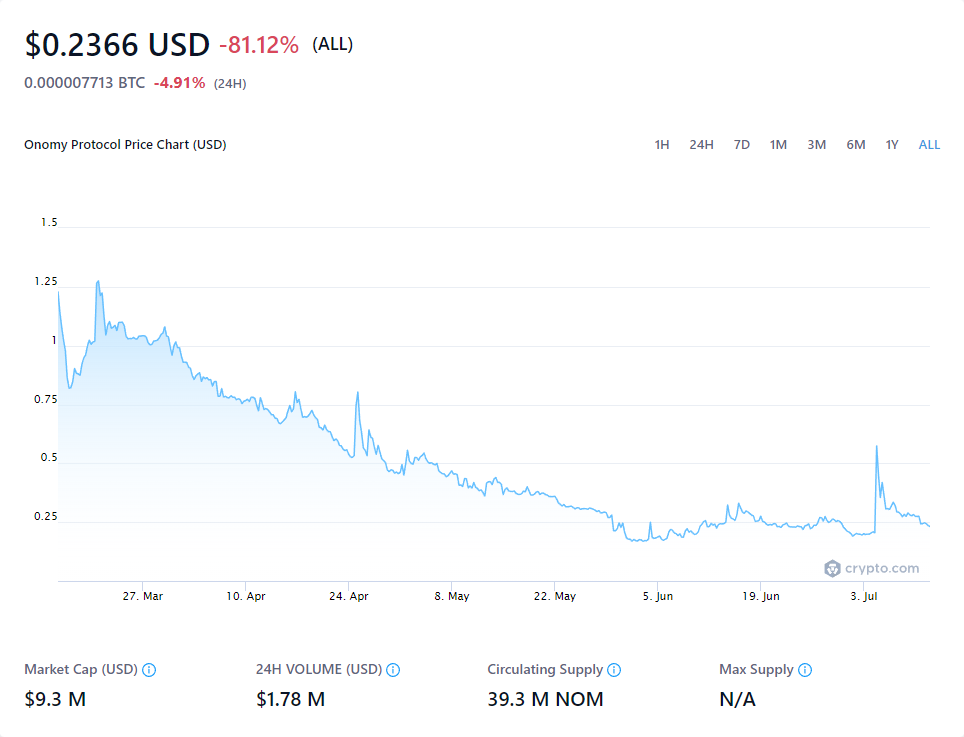 $0.2366 USD -81.12% (ALL)
0.000007713 BTC -4.91% (24H)
Onomy Protocol Price Chart (USD) 1H 24H 7D 1M 3M 6M 1Y ALL
1.5
1.25
1
0.75
0.5
0.25
crypto.com
27. Mar 10. Apr 24. Apr 8. May 22. May 5. Jun 19. Jun 3. Jul
Market Cap (USD) 24H VOLUME (USD) Circulating Supply Max Supply
$9.3 M $1.78 M 39.3 M NOM N/A